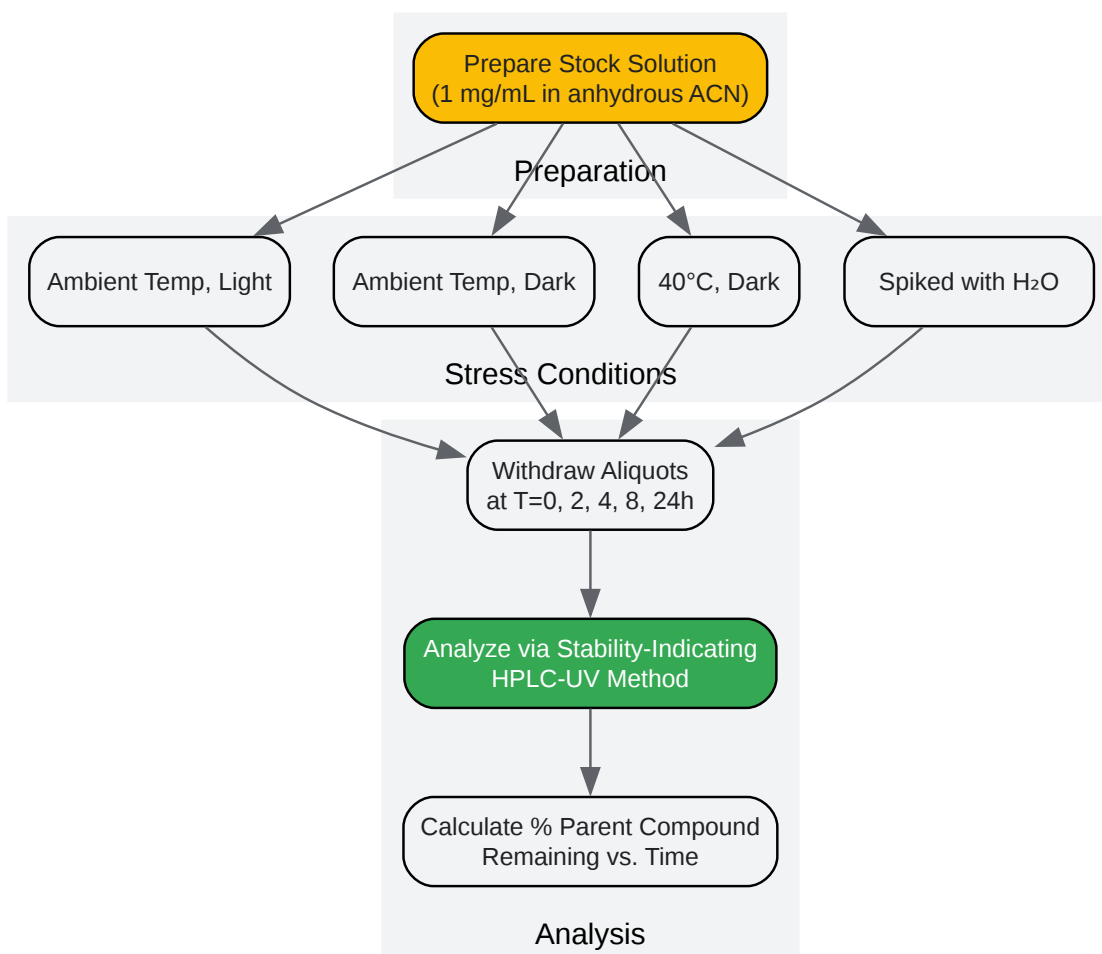 Prepare Stock Solution
(1 mg/mL in anhydrous ACN)
Preparation
Ambient Temp, Light
Ambient Temp, Dark
40°C, Dark
Spiked with H₂O
Stress Conditions
Withdraw Aliquots
at T=0, 2, 4, 8, 24h
Analyze via Stability-Indicating
HPLC-UV Method
Calculate % Parent Compound
Remaining vs. Time
Analysis